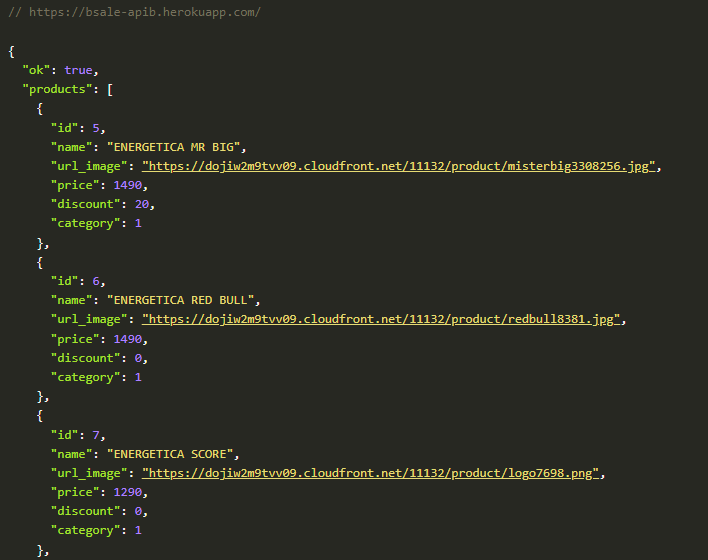 // https://bsale-apib.herokuapp.com/
{
"ok": true,
"products": [
{
"id": 5,
"name": "ENERGETICA MR BIG",
"url_image": "https://dojiw2m9tvv09.cloudfront.net/11132/product/misterbig3308256.jpg",
"price": 1490,
"discount": 20,
"category": 1
},
{
"id": 6,
"name": "ENERGETICA RED BULL",
"url_image": "https://dojiw2m9tvv09.cloudfront.net/11132/product/redbull8381.jpg",
"price": 1490,
"discount": 0,
"category": 1
},
{
"id": 7,
"name": "ENERGETICA SCORE",
"url_image": "https://dojiw2m9tvv09.cloudfront.net/11132/product/logo7698.png",
"price": 1290,
"discount": 0,
"category": 1
},